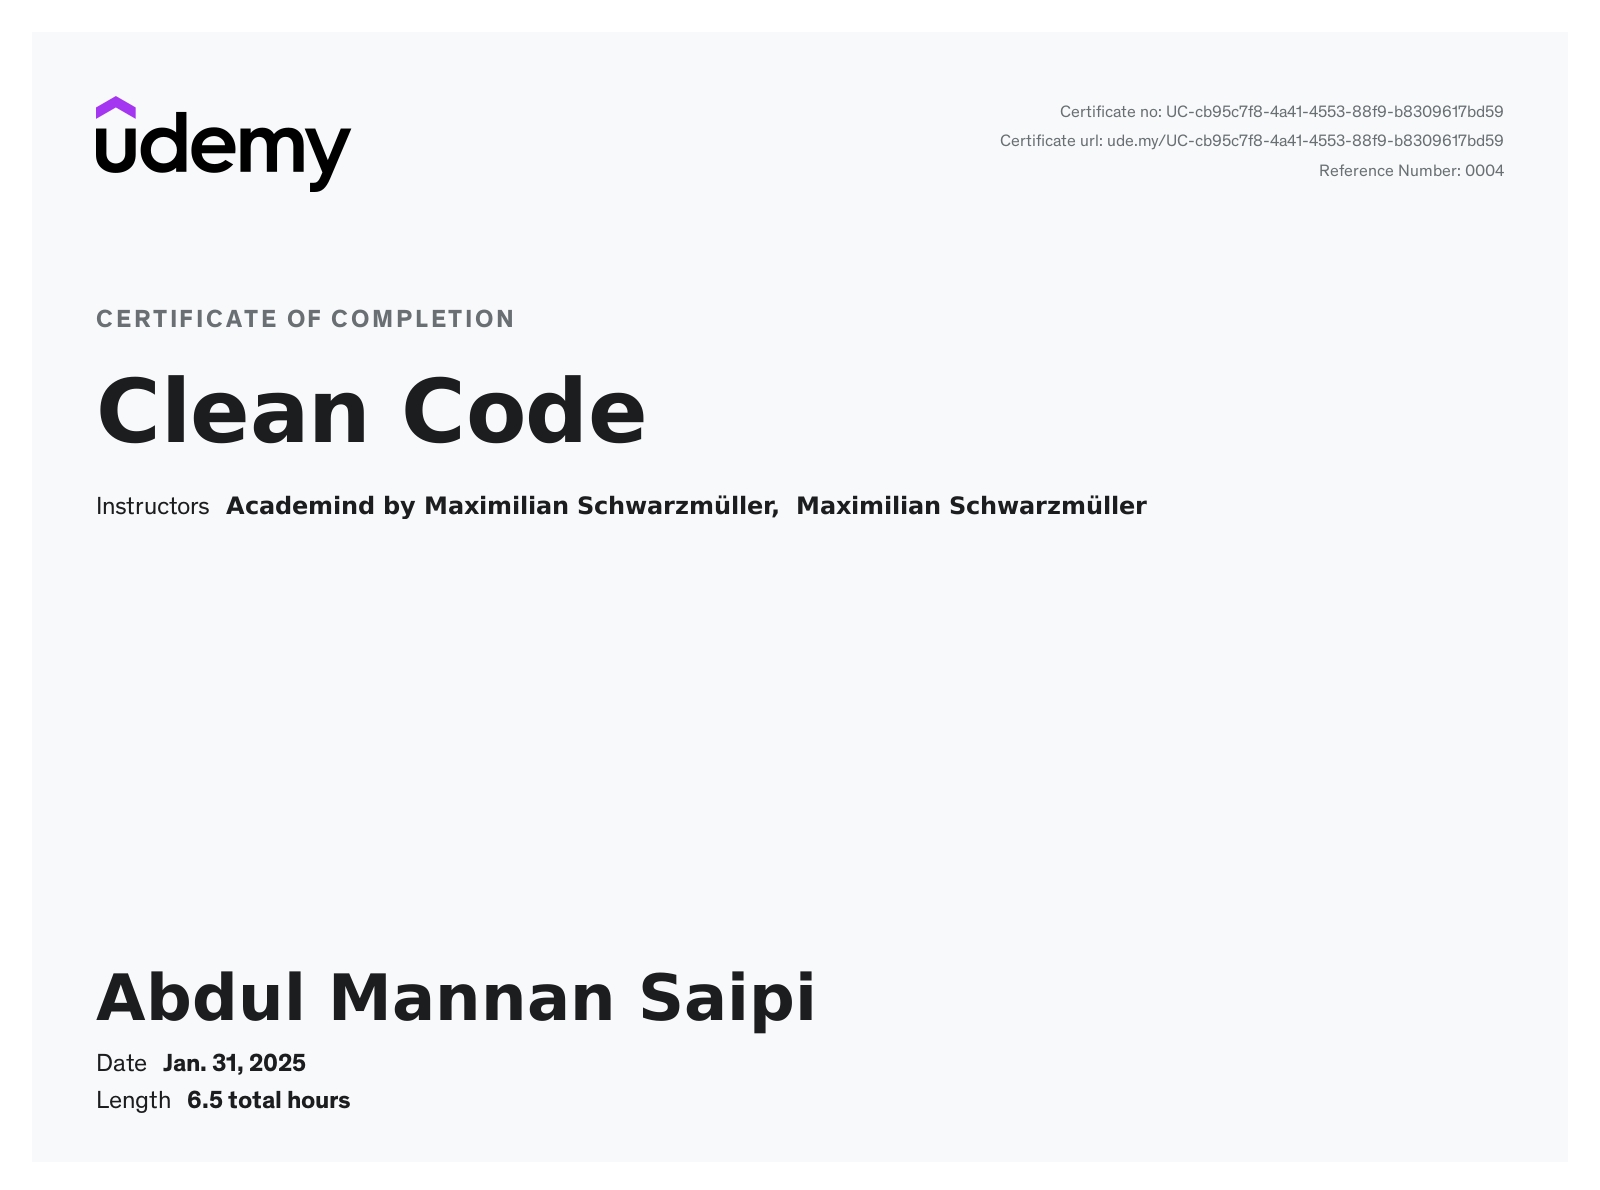 udemy
Certificate no: UC-cb95c7f8-4a41-4553-88f9-b8309617bd59
Certificate url: ude.my/UC-cb95c7f8-4a41-4553-88f9-b8309617bd59
Reference Number: 0004
CERTIFICATE OF COMPLETION
Clean Code
Instructors Academind by Maximilian Schwarzmüller, Maximilian Schwarzmüller
Abdul Mannan Saipi
Date Jan. 31, 2025
Length 6.5 total hours